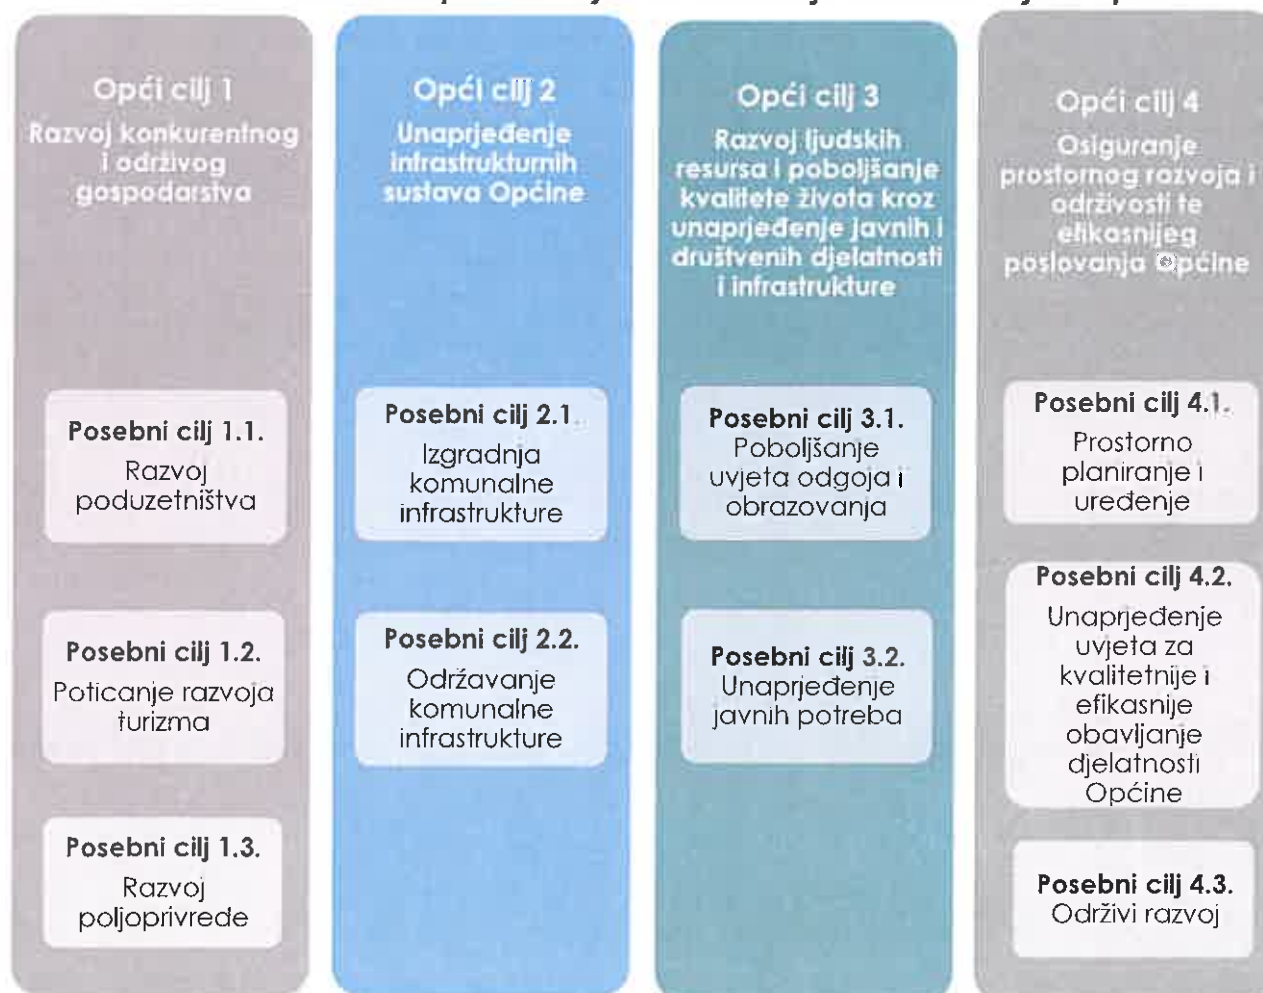 Opći cilj 1
Razvoj konkurentnog
i održivog
gospodarstva
Posebni cilj 1.1.
Razvoj
poduzetništva
Posebni cilj 1.2.
Poticanje razvoja
turizma
Posebni cilj 1.3.
Razvoj
poljoprivrede
Opći cilj 2
Unaprjeđenje
infrastrukturnih
sustava Općine
Posebni cilj 2.1.
Izgradnja
komunalne
infrastrukture
Posebni cilj 2.2.
Održavanje
komunalne
infrastrukture
Opći cilj 3
Razvoj ljudskih
resursa i poboljšanje
kvalitete života kroz
unaprjeđenje javnih i
društvenih djelatnosti
i infrastrukture
Posebni cilj 3.1.
Poboljšanje
uvjeta odgoja i
obrazovanja
Posebni cilj 3.2.
Unaprjeđenje
javnih potreba
Opći cilj 4
Osiguranje
prostornog razvoja i
održivosti te
efikasnijeg
poslovanja Općine
Posebni cilj 4.1.
Prostorno
planiranje i
uređenje
Posebni cilj 4.2.
Unaprjeđenje
uvjeta za
kvalitetnije i
efikasnije
obavljanje
djelatnosti
Općine
Posebni cilj 4.3.
Održivi razvoj